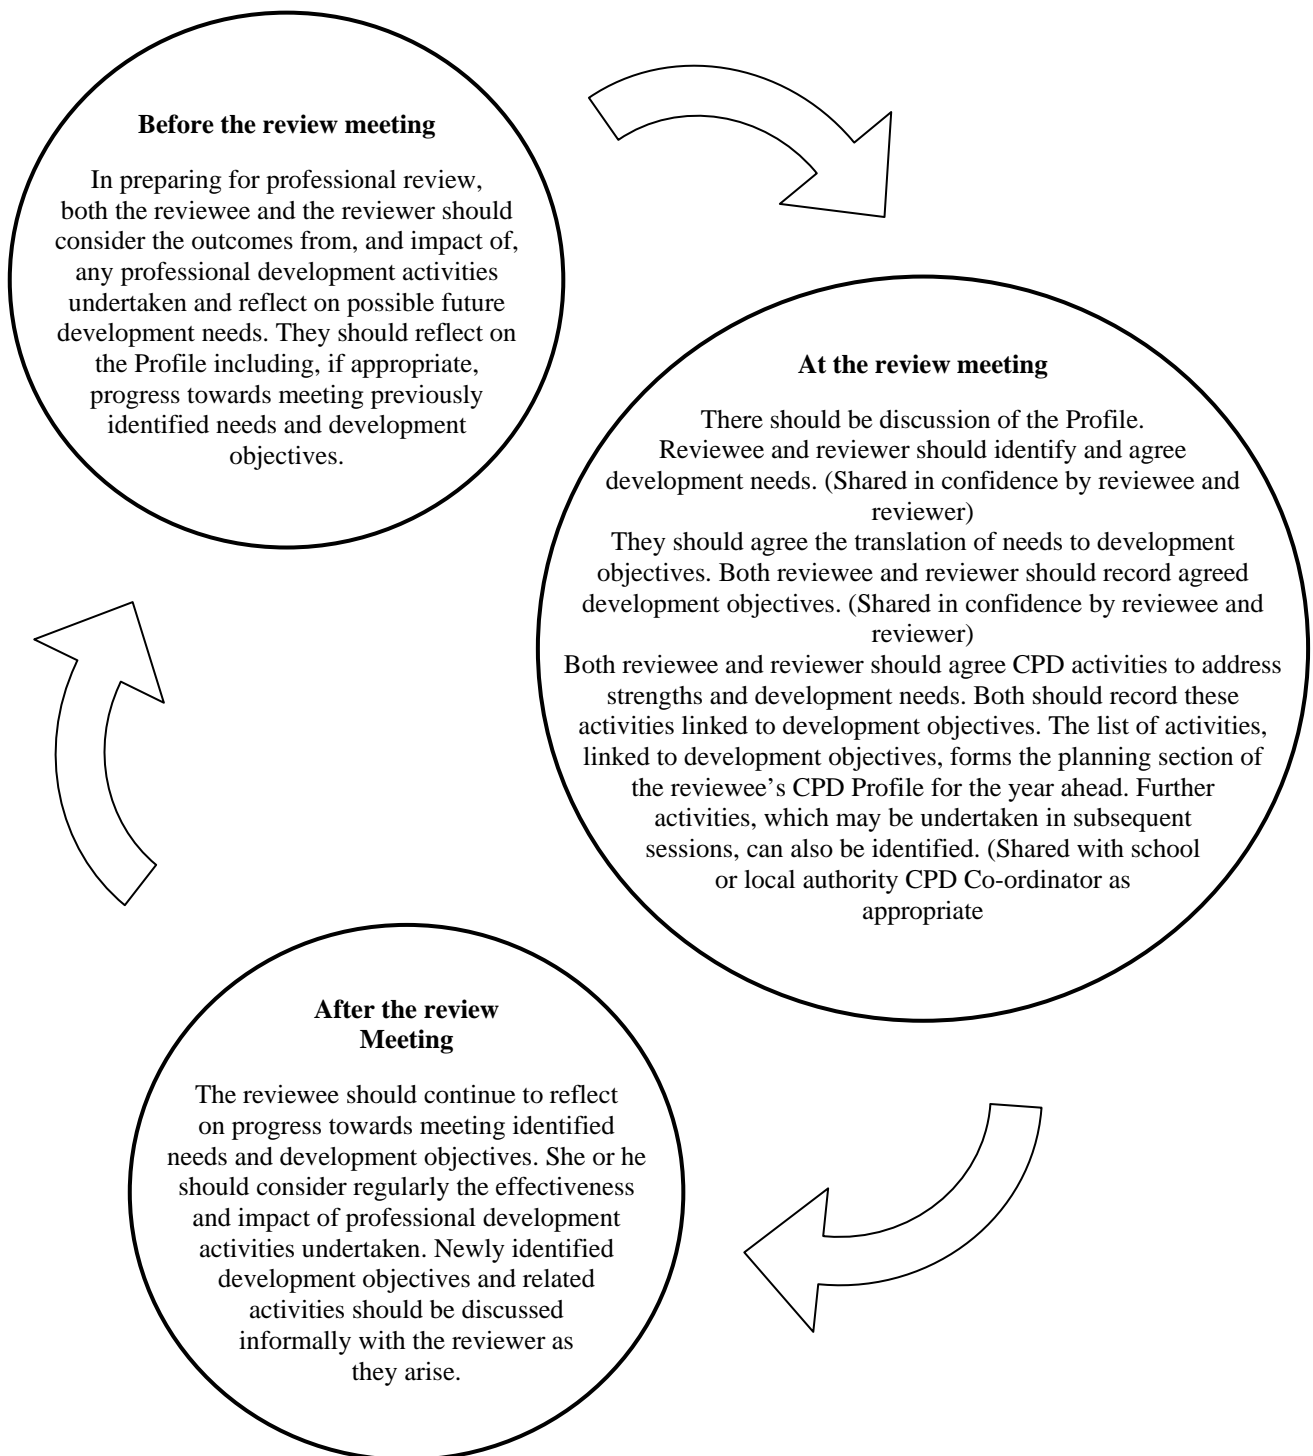 Before the review meeting
In preparing for professional review,
both the reviewee and the reviewer should
consider the outcomes from, and impact of,
any professional development activities
undertaken and reflect on possible future
development needs. They should reflect on
the Profile including, if appropriate,
progress towards meeting previously
identified needs and development
objectives.
At the review meeting
There should be discussion of the Profile.
Reviewee and reviewer should identify and agree
development needs. (Shared in confidence by reviewee and
reviewer)
They should agree the translation of needs to development
objectives. Both reviewee and reviewer should record agreed
development objectives. (Shared in confidence by reviewee and
reviewer)
Both reviewee and reviewer should agree CPD activities to address
strengths and development needs. Both should record these
activities linked to development objectives. The list of activities,
linked to development objectives, forms the planning section of
the reviewee’s CPD Profile for the year ahead. Further
activities, which may be undertaken in subsequent
sessions, can also be identified. (Shared with school
or local authority CPD Co-ordinator as
appropriate
After the review
Meeting
The reviewee should continue to reflect
on progress towards meeting identified
needs and development objectives. She or he
should consider regularly the effectiveness
and impact of professional development
activities undertaken. Newly identified
development objectives and related
activities should be discussed
informally with the reviewer as
they arise.